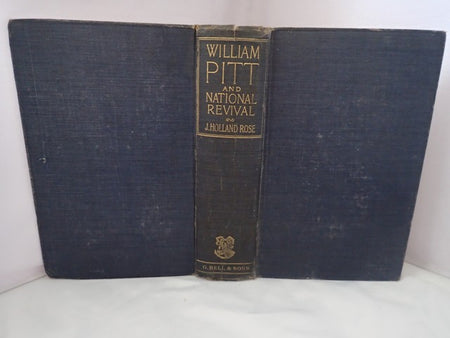 WILLIAM
PITT
AND
NATIONAL
REVIVAL
J. HOLLAND ROSE
G. BELL & SONS